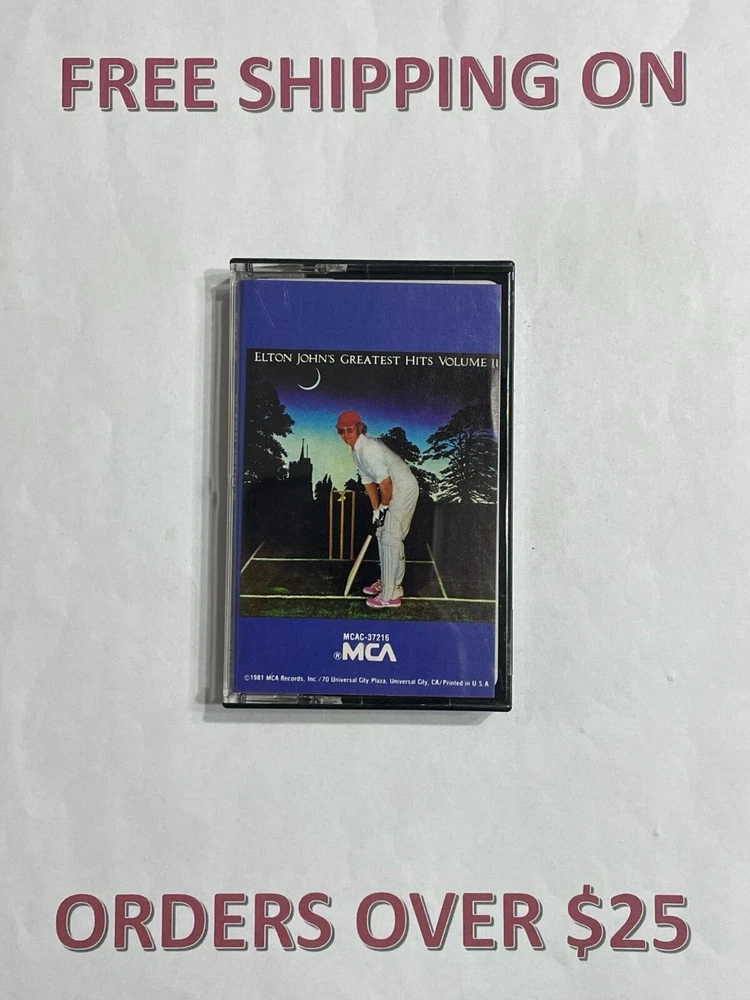 FREE SHIPPING ON
ELTON JOHN'S GREATEST HITS VOLUME II
MCAC-37216
®MCA
©1981 MCA Records, Inc./70 Universal City Plaza, Universal City, CA/Printed in U.S.A
ORDERS OVER $25